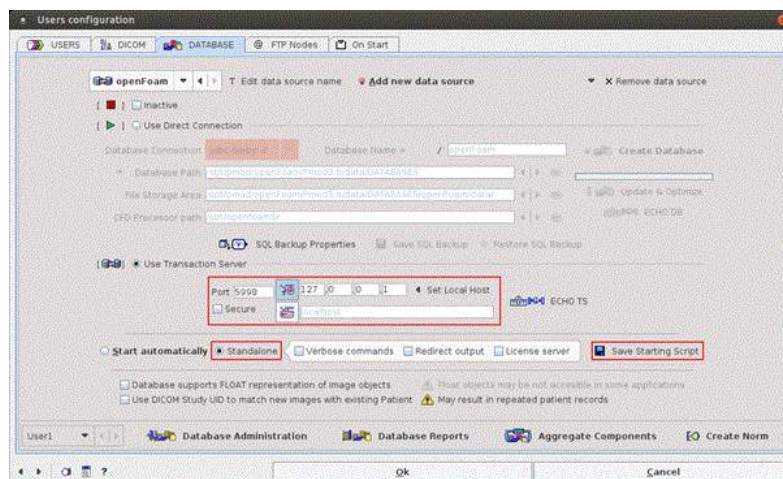 Users configuration
USERS DICOM DATABASE @ FTP Nodes On Start
openFoam T Edit data source name Add new data source X Remove data source
[ ] Inactive
[ ] Use Direct Connection
Database Connection Database Name > / openFoam Create Database
Database Path
File Storage Area Update & Optimize
CFD Processor path ECHO DB
SQL Backup Properties Save SQL Backup Restore SQL Backup
[ ] Use Transaction Server
Port 5998 127 .0 .0 .1 Set Local Host
Secure localhost ECHO TS
Start automatically Standalone Verbose commands Redirect output License server Save Starting Script
Database supports FLOAT representation of image objects Float objects may be not accesible in some applications
Use DICOM Study UID to match new images with existing Patient May result in repeated patient records
User1 Database Administration Database Reports Aggregate Components Create Norm
? Ok Cancel